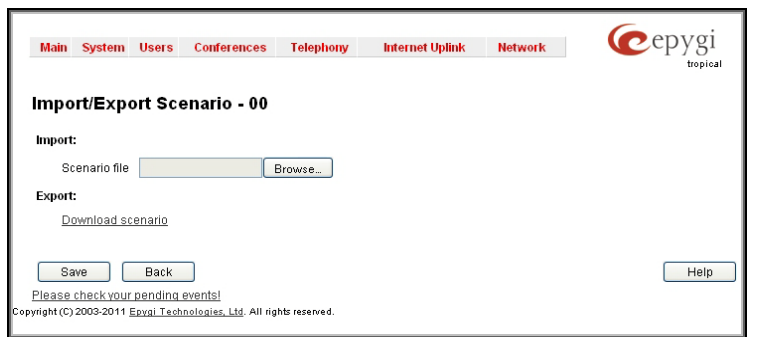 Main System Users Conferences Telephony Internet Uplink Network
epygi
tropical
Import/Export Scenario - 00
Import:
Scenario file Browse...
Export:
Download scenario
Save Back Help
Please check your pending events!
Copyright (C) 2003-2011 Epygi Technologies, Ltd. All rights reserved.